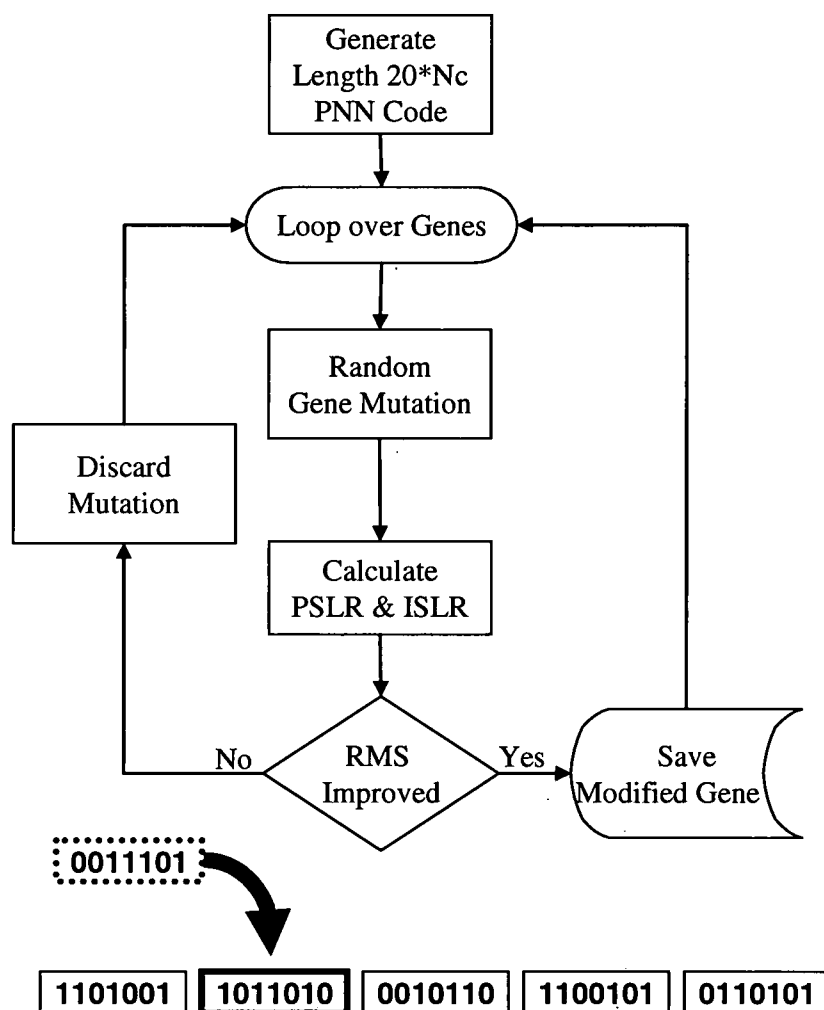 Generate
Length 20*Nc
PNN Code
Loop over Genes
Random
Gene Mutation
Discard
Mutation
Calculate
PSLR & ISLR
No
RMS
Improved
Yes
Save
Modified Gene
0011101
1101001 1011010 0010110 1100101 0110101